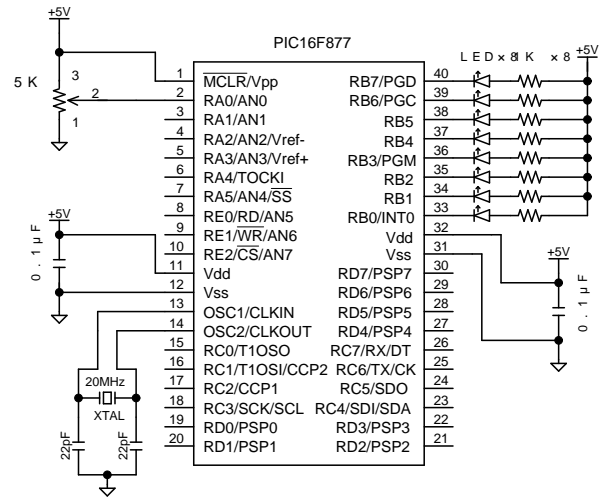 +5V
PIC16F877
5K
3
2
1
LED×8 1K ×8
+5V
1 MCLR/Vpp RB7/PGD 40
2 RA0/AN0 RB6/PGC 39
3 RA1/AN1 RB5 38
4 RA2/AN2/Vref- RB4 37
5 RA3/AN3/Vref+ RB3/PGM 36
6 RA4/TOCKI RB2 35
7 RA5/AN4/SS RB1 34
8 RE0/RD/AN5 RB0/INT0 33
9 RE1/WR/AN6 Vdd 32
10 RE2/CS/AN7 Vss 31
11 Vdd RD7/PSP7 30
12 Vss RD6/PSP6 29
13 OSC1/CLKIN RD5/PSP5 28
14 OSC2/CLKOUT RD4/PSP4 27
15 RC0/T1OSO RC7/RX/DT 26
16 RC1/T1OSI/CCP2 RC6/TX/CK 25
17 RC2/CCP1 RC5/SDO 24
18 RC3/SCK/SCL RC4/SDI/SDA 23
19 RD0/PSP0 RD3/PSP3 22
20 RD1/PSP1 RD2/PSP2 21
+5V
0.1μF
+5V
0.1μF
20MHz
XTAL
22pF
22pF